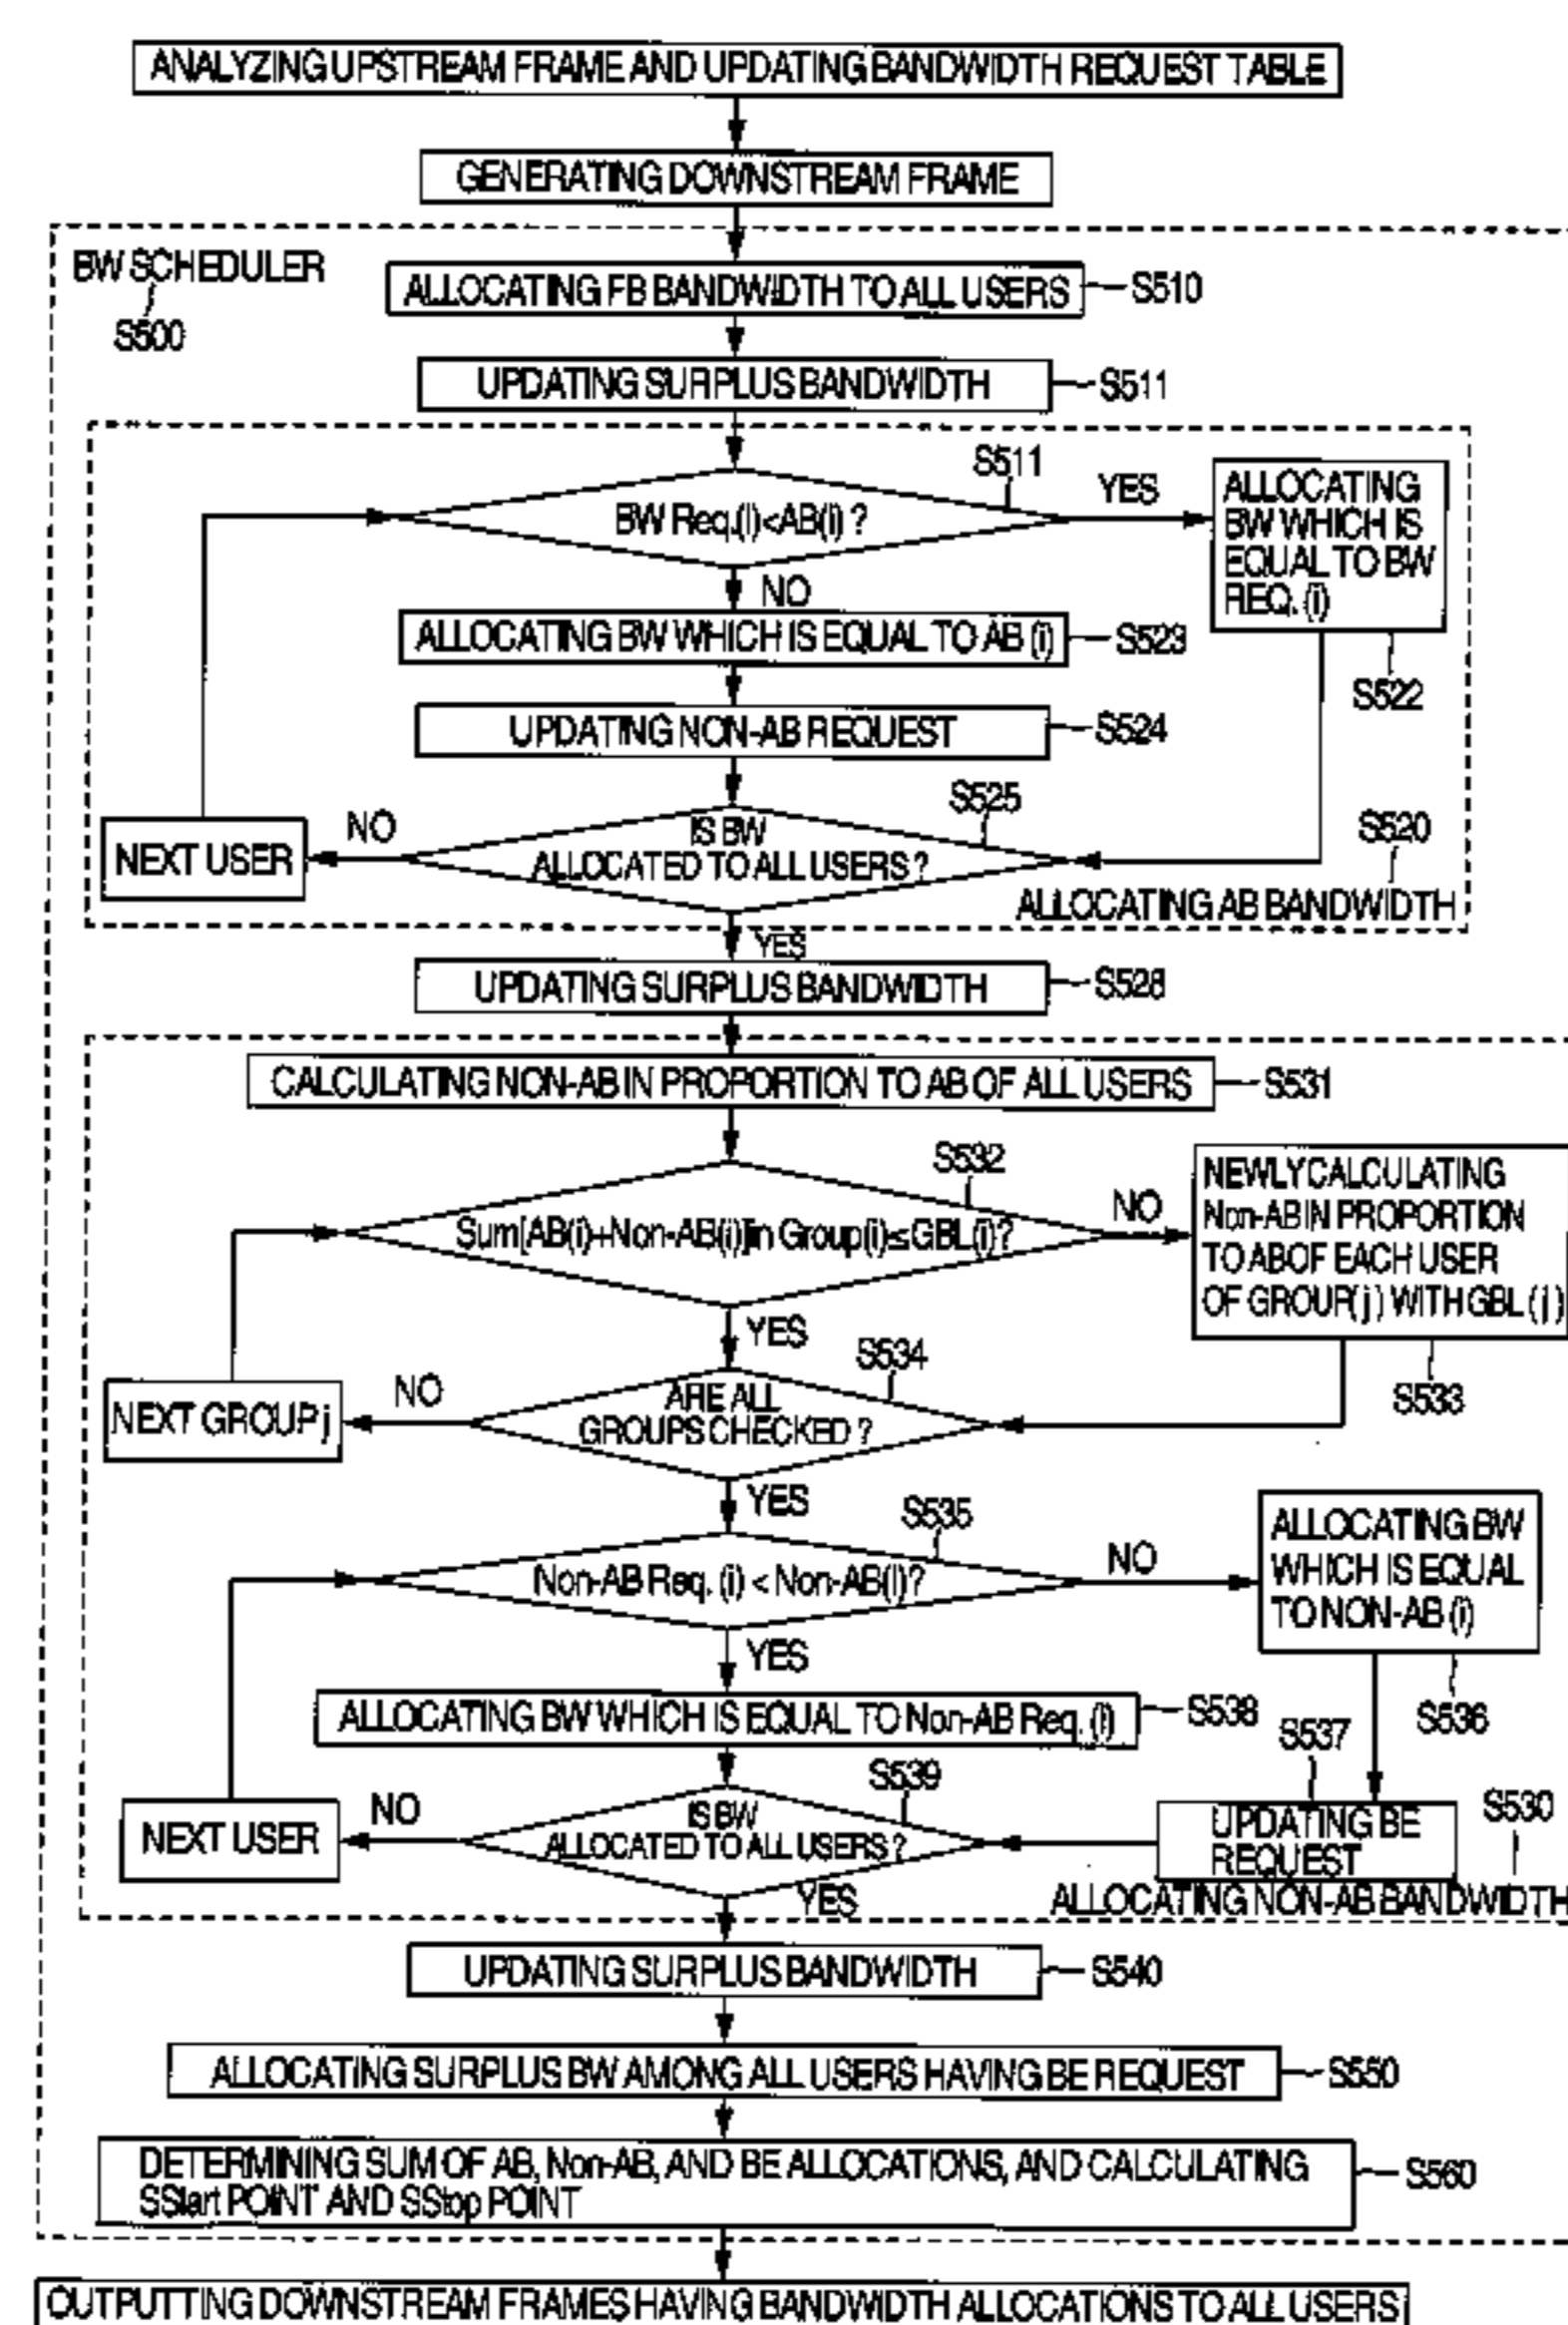 ANALYZING UPSTREAM FRAME AND UPDATING BANDWIDTH REQUEST TABLE
GENERATING DOWNSTREAM FRAME
BW SCHEDULER
S500
ALLOCATING FB BANDWIDTH TO ALL USERS
S510
UPDATING SURPLUS BANDWIDTH
S511
S511
BW Req.(i)<AB(i) ?
YES
ALLOCATING
BW WHICH IS
EQUAL TO BW
REQ. (i)
S522
NO
ALLOCATING BW WHICH IS EQUAL TO AB (i)
S523
UPDATING NON-AB REQUEST
S524
S525
IS BW
ALLOCATED TO ALL USERS ?
NO
NEXT USER
S520
ALLOCATING AB BANDWIDTH
YES
UPDATING SURPLUS BANDWIDTH
S528
CALCULATING NON-AB IN PROPORTION TO AB OF ALL USERS
S531
S532
Sum[AB(i)+Non-AB(i)]in Group(i)≤GBL(i)?
NO
NEWLY CALCULATING
Non-AB IN PROPORTION
TO AB OF EACH USER
OF GROUP(j) WITH GBL (j)
S533
YES
S534
ARE ALL
GROUPS CHECKED ?
NO
NEXT GROUP j
YES
S535
Non-AB Req. (i) < Non-AB(i)?
NO
ALLOCATING BW
WHICH IS EQUAL
TO NON-AB (i)
S536
YES
ALLOCATING BW WHICH IS EQUAL TO Non-AB Req. (i)
S538
S537
UPDATING BE
REQUEST
S539
IS BW
ALLOCATED TO ALL USERS ?
NO
NEXT USER
S530
ALLOCATING NON-AB BANDWIDTH
YES
UPDATING SURPLUS BANDWIDTH
S540
ALLOCATING SURPLUS BW AMONG ALL USERS HAVING BE REQUEST
S550
DETERMINING SUM OF AB, Non-AB, AND BE ALLOCATIONS, AND CALCULATING
SStart POINT AND SStop POINT
S560
OUTPUTTING DOWNSTREAM FRAMES HAVING BANDWIDTH ALLOCATIONS TO ALL USERS